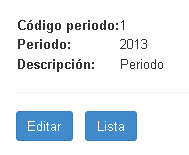 Código periodo:1
Periodo: 2013
Descripción: Periodo
Editar Lista